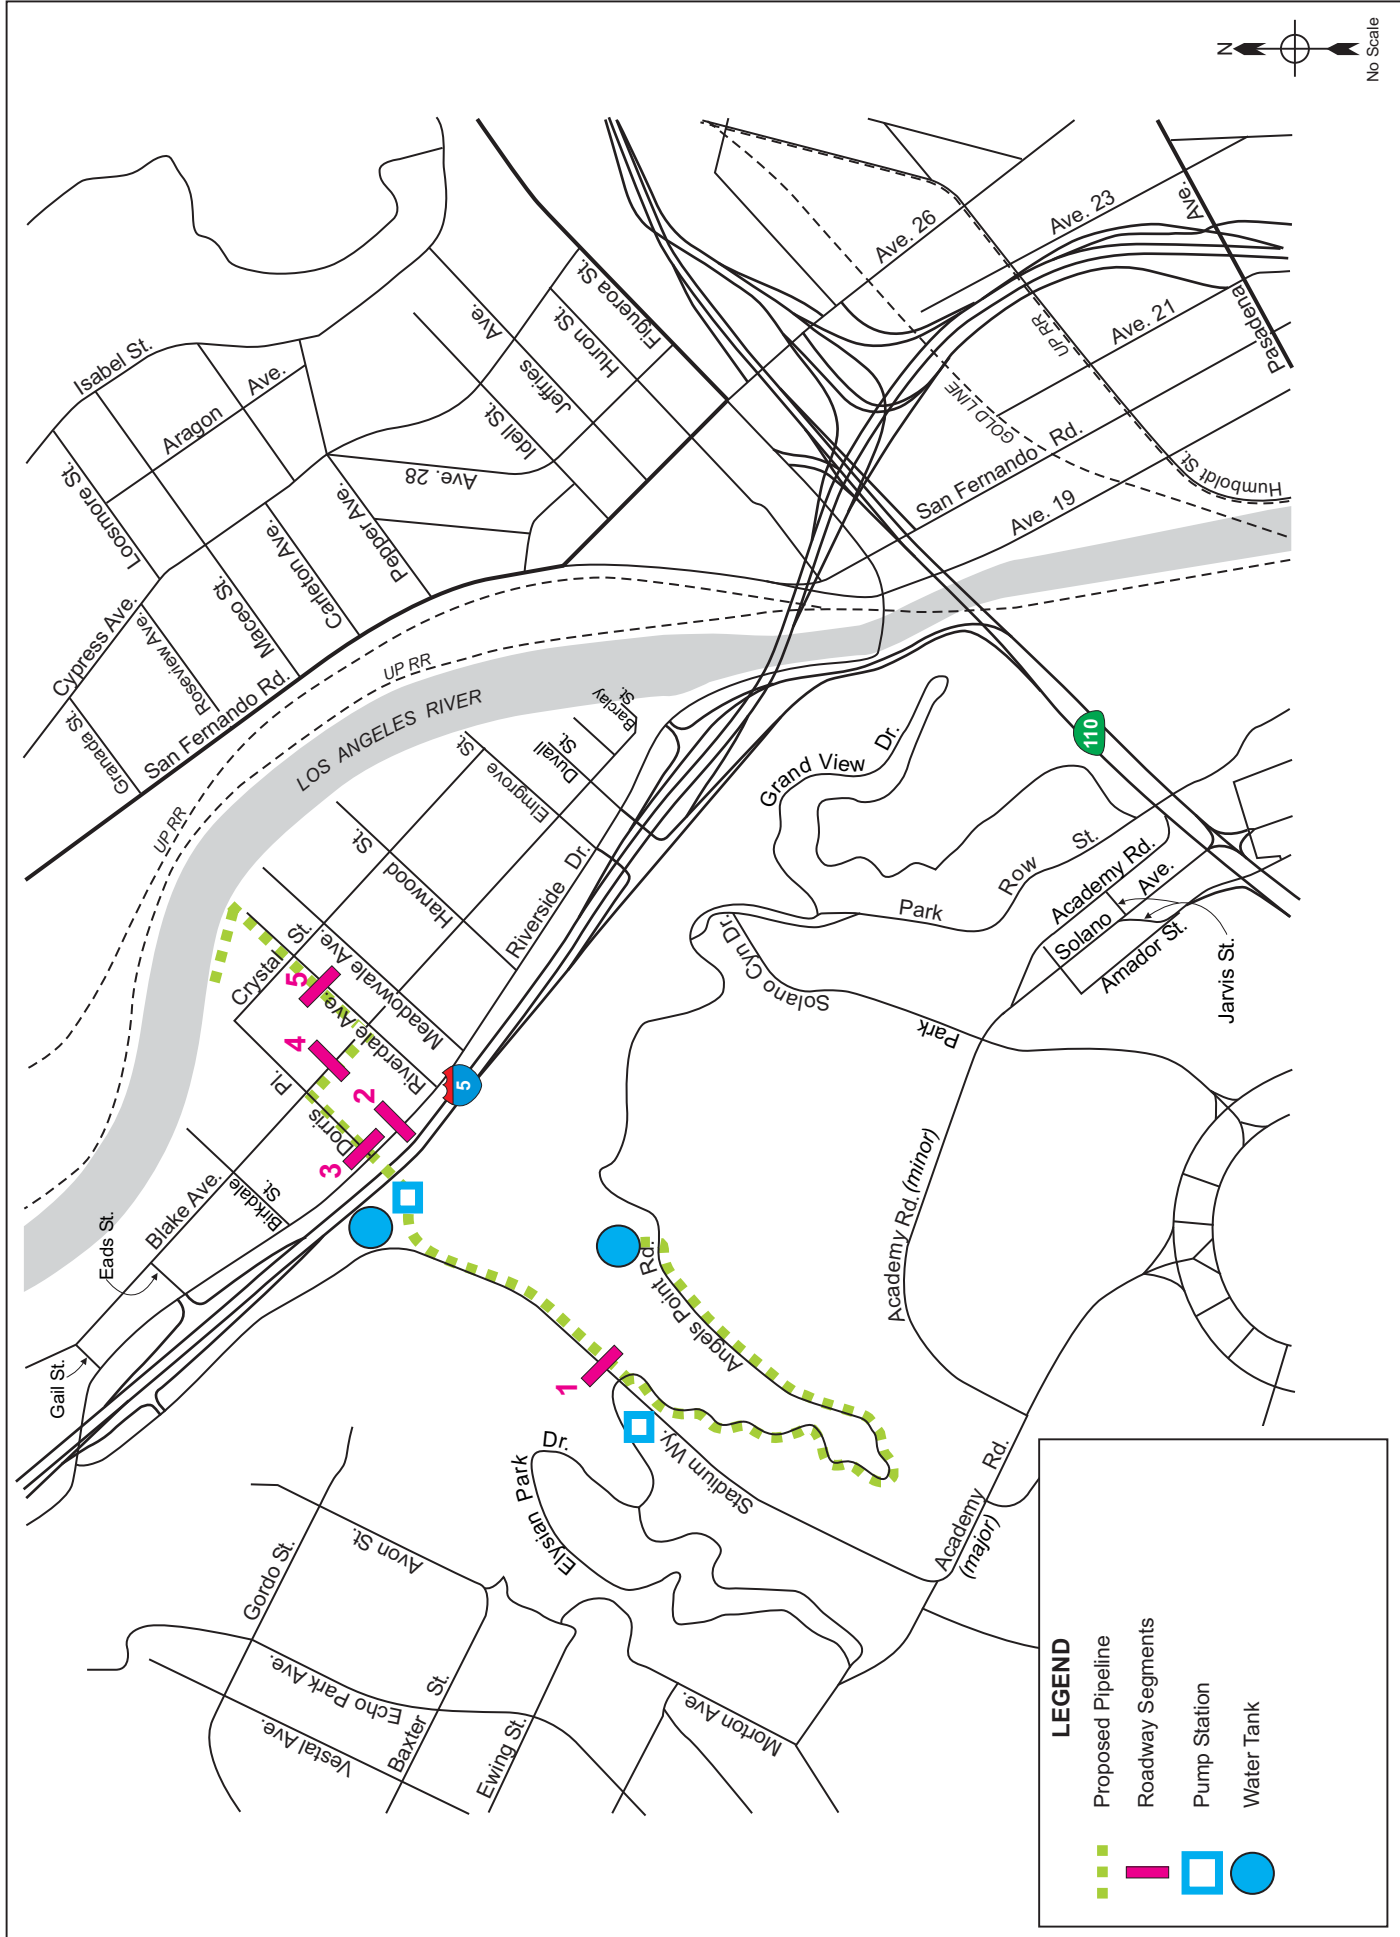 N
No Scale
Isabel St.
Aragon Ave.
Loosmore St.
Cypress Ave.
Roseview Ave.
Granada St.
Maceo St.
Carleton Ave.
Pepper Ave.
Ave. 28
Idell St.
Jeffries Ave.
Huron St.
Figueroa St.
San Fernando Rd.
UP RR
UP RR
LOS ANGELES RIVER
Ave. 26
Ave. 23
Ave. 21
Ave. 19
Pasadena Ave.
UP RR
GOLD LINE
San Fernando Rd.
Humboldt St.
Barclay St.
Duvall St.
Elmgrove St.
Harwood St.
Riverside Dr.
Meadowvale Ave.
Riverdale Ave.
Crystal St.
Dorris Pl.
Birkdale St.
Blake Ave.
Eads St.
Gail St.
5
4
3
2
1
5
110
Grand View Dr.
Park Row St.
Solano Cyn Dr.
Park
Academy Rd.
Solano Ave.
Amador St.
Jarvis St.
Academy Rd. (minor)
Angels Point Rd.
Stadium Wy.
Elysian Park Dr.
Academy Rd.
(major)
Gordo St.
Avon St.
Echo Park Ave.
Vestal Ave.
Baxter St.
Ewing St.
Morton Ave.
LEGEND
Proposed Pipeline
Roadway Segments
Pump Station
Water Tank